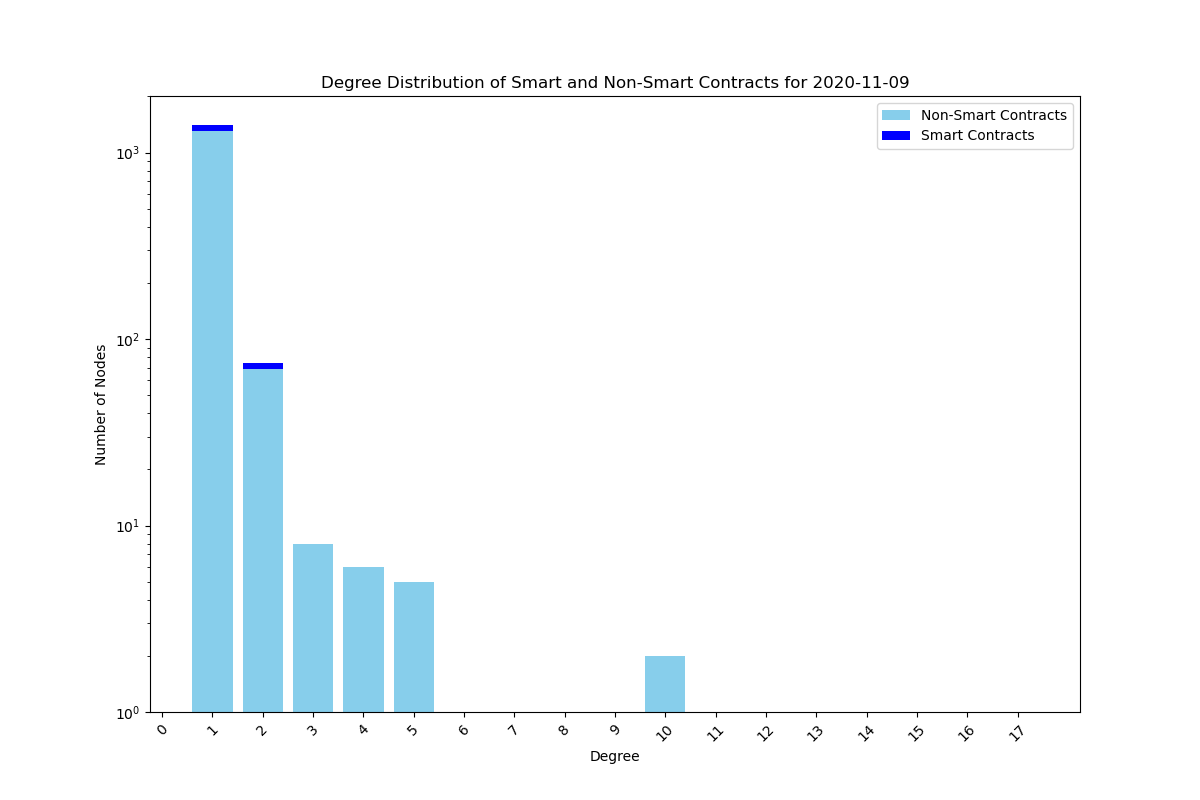 Degree Distribution of Smart and Non-Smart Contracts for 2020-11-09
Non-Smart Contracts
Smart Contracts
Number of Nodes
10³
10²
10¹
10⁰
0 1 2 3 4 5 6 7 8 9 10 11 12 13 14 15 16 17
Degree